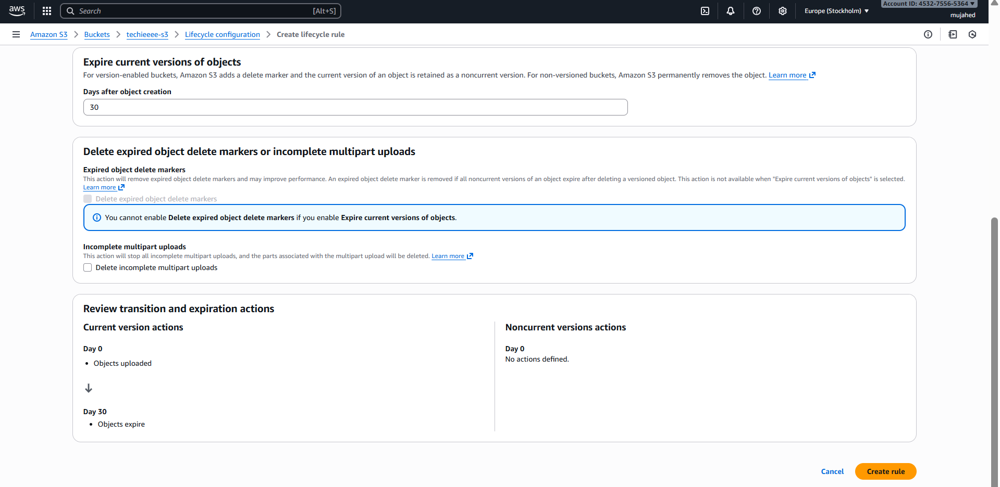 aws
Search [Alt+S]
Europe (Stockholm)
Account ID: 4532-7556-5364
mujahed
Amazon S3 > Buckets > techieeee-s3 > Lifecycle configuration > Create lifecycle rule
Expire current versions of objects
For version-enabled buckets, Amazon S3 adds a delete marker and the current version of an object is retained as a noncurrent version. For non-versioned buckets, Amazon S3 permanently removes the object. Learn more
Days after object creation
30
Delete expired object delete markers or incomplete multipart uploads
Expired object delete markers
This action will remove expired object delete markers and may improve performance. An expired object delete marker is removed if all noncurrent versions of an object expire after deleting a versioned object. This action is not available when "Expire current versions of objects" is selected.
Learn more
Delete expired object delete markers
You cannot enable Delete expired object delete markers if you enable Expire current versions of objects.
Incomplete multipart uploads
This action will stop all incomplete multipart uploads, and the parts associated with the multipart upload will be deleted. Learn more
Delete incomplete multipart uploads
Review transition and expiration actions
Current version actions
Day 0
Objects uploaded
Day 30
Objects expire
Noncurrent versions actions
Day 0
No actions defined.
Cancel
Create rule